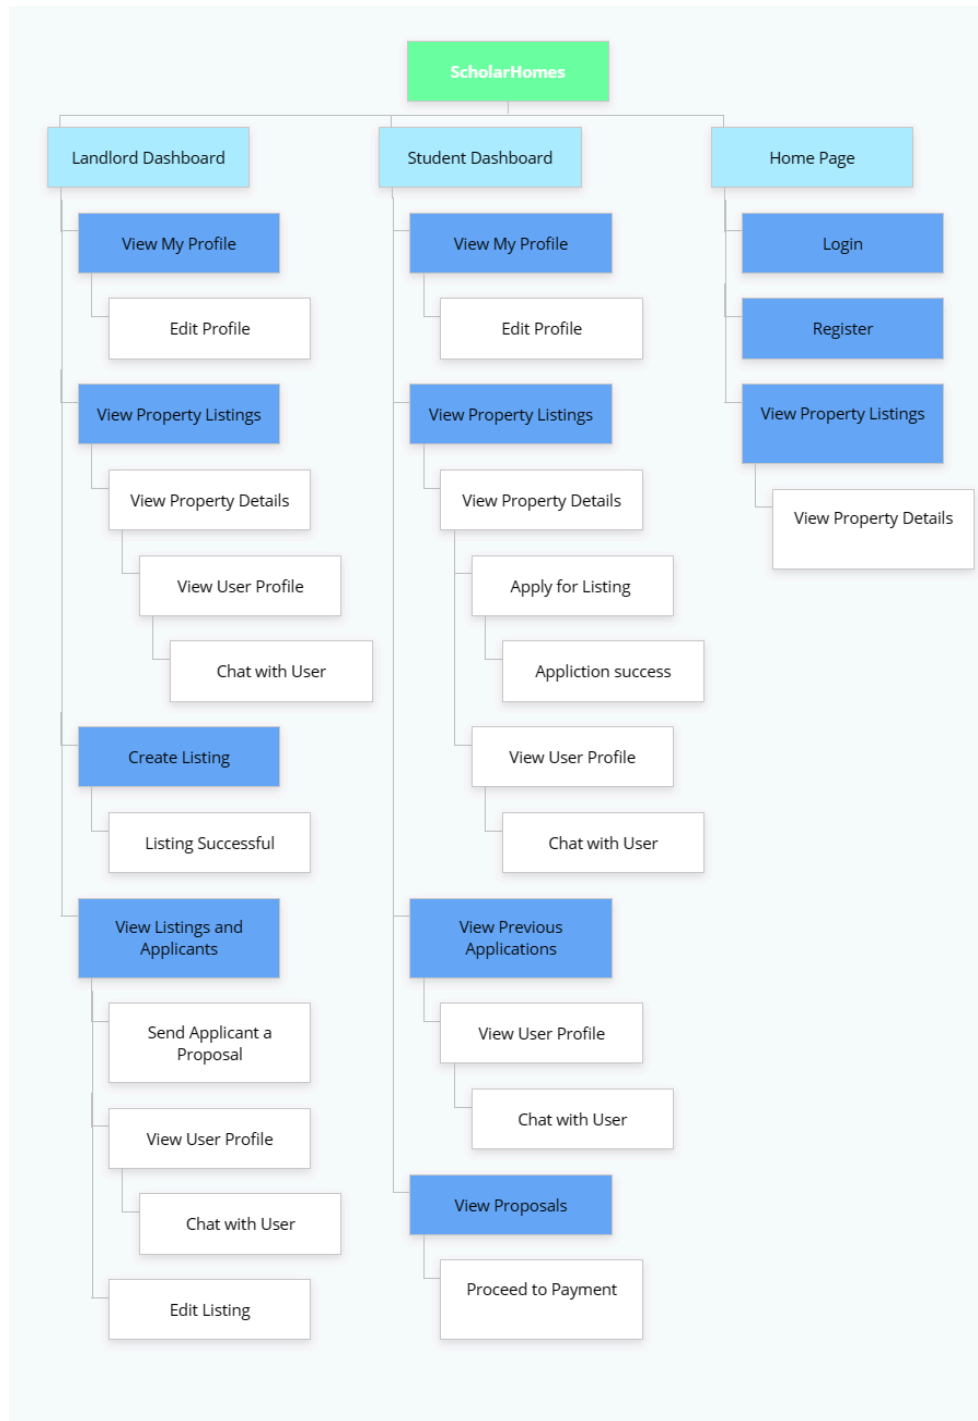 ScholarHomes
Landlord Dashboard
View My Profile
Edit Profile
View Property Listings
View Property Details
View User Profile
Chat with User
Create Listing
Listing Successful
View Listings and
Applicants
Send Applicant a
Proposal
View User Profile
Chat with User
Edit Listing
Student Dashboard
View My Profile
Edit Profile
View Property Listings
View Property Details
Apply for Listing
Appliction success
View User Profile
Chat with User
View Previous
Applications
View User Profile
Chat with User
View Proposals
Proceed to Payment
Home Page
Login
Register
View Property Listings
View Property Details